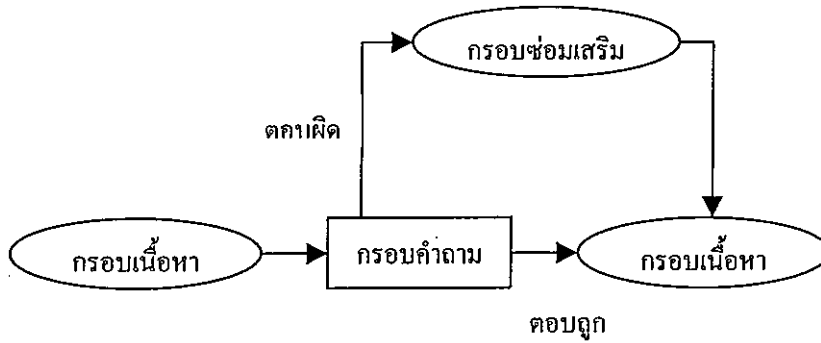 กรอบซ่อมเสริม
ตอบผิด
กรอบเนื้อหา
กรอบคำถาม
กรอบเนื้อหา
ตอบถูก